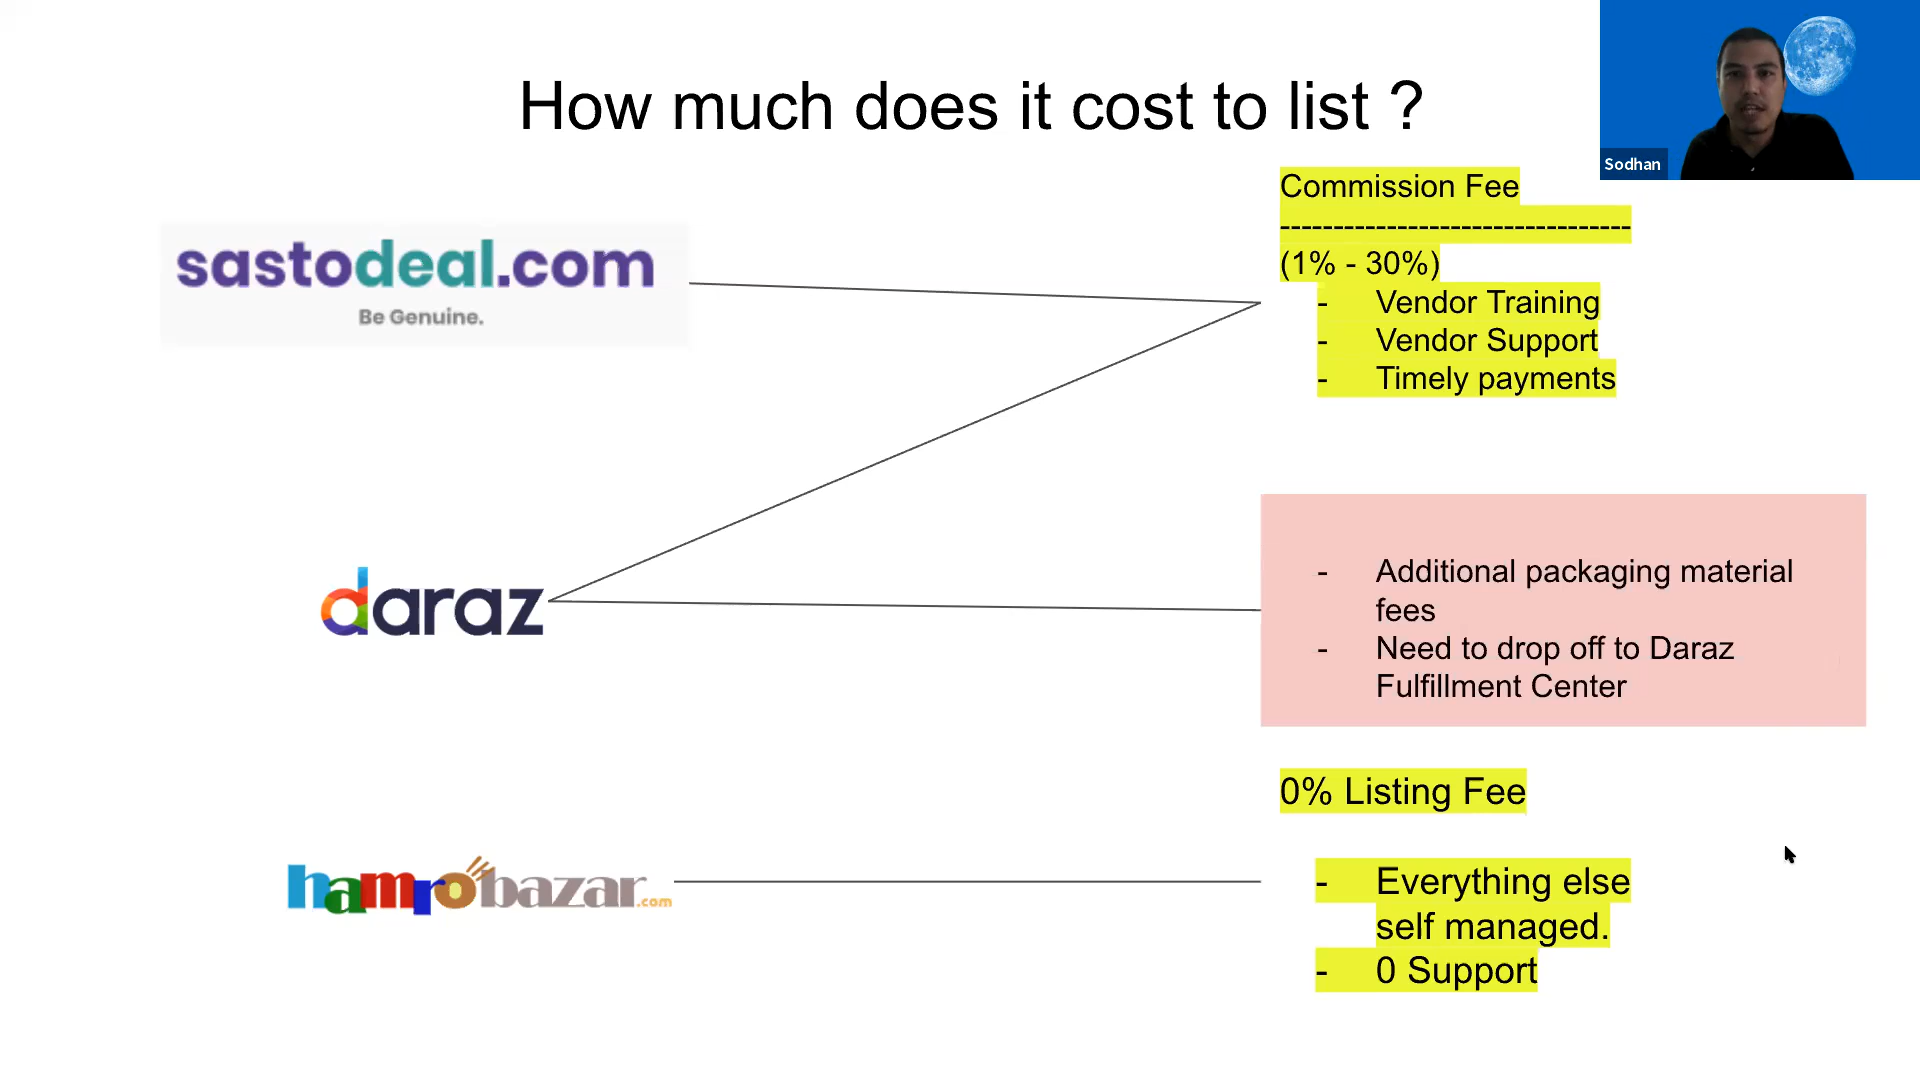 How much does it cost to list ?
Sodhan
sastodeal.com
Be Genuine.
Commission Fee
---------------------------------
(1% - 30%)
- Vendor Training
- Vendor Support
- Timely payments
daraz
- Additional packaging material
fees
- Need to drop off to Daraz
Fulfillment Center
hamrobazar.com
0% Listing Fee
- Everything else
self managed.
- 0 Support